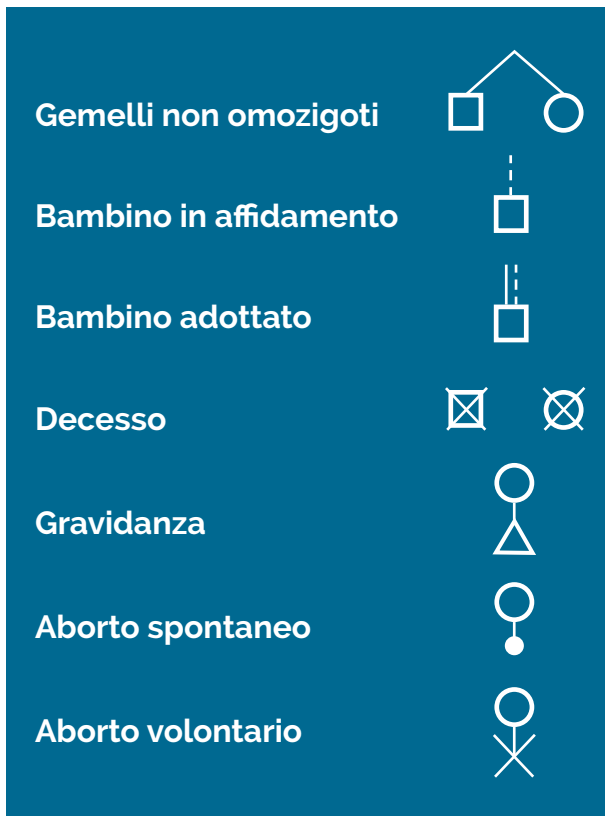 Gemelli non omozigoti
Bambino in affidamento
Bambino adottato
Decesso
Gravidanza
Aborto spontaneo
Aborto volontario